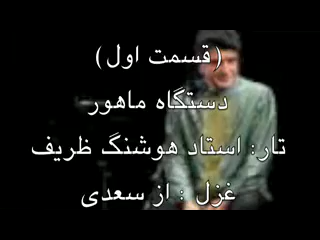 (قسمت اول)
دستگاه ماهور
تار: استاد هوشنگ ظریف
غزل : از سعدی